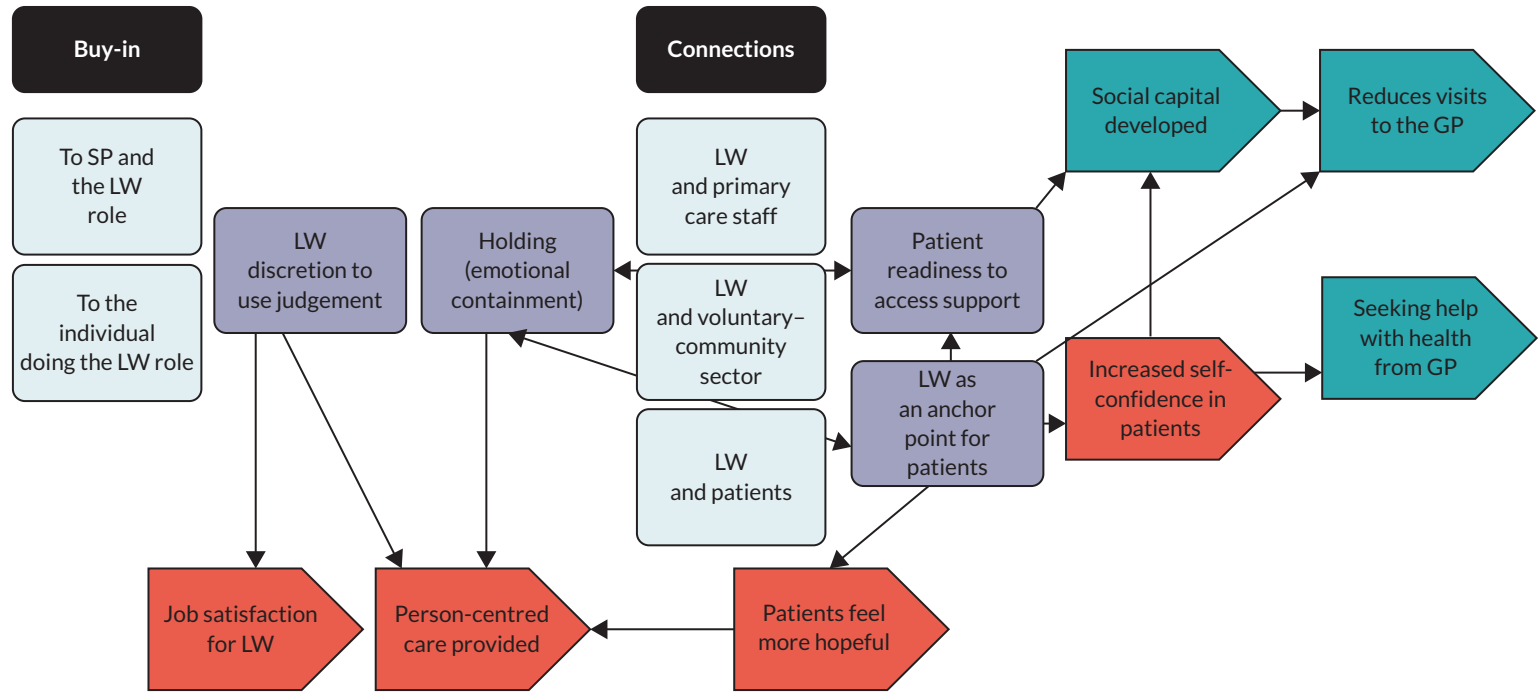 Buy-in
To SP and
the LW
role
To the
individual
doing the LW role
LW
discretion to
use judgement
Holding
(emotional
containment)
Connections
LW
and primary
care staff
LW
and voluntary–
community
sector
LW
and patients
Patient
readiness to
access support
LW as
an anchor
point for
patients
Social capital
developed
Reduces visits
to the GP
Increased self-
confidence in
patients
Seeking help
with health
from GP
Job satisfaction
for LW
Person-centred
care provided
Patients feel
more hopeful